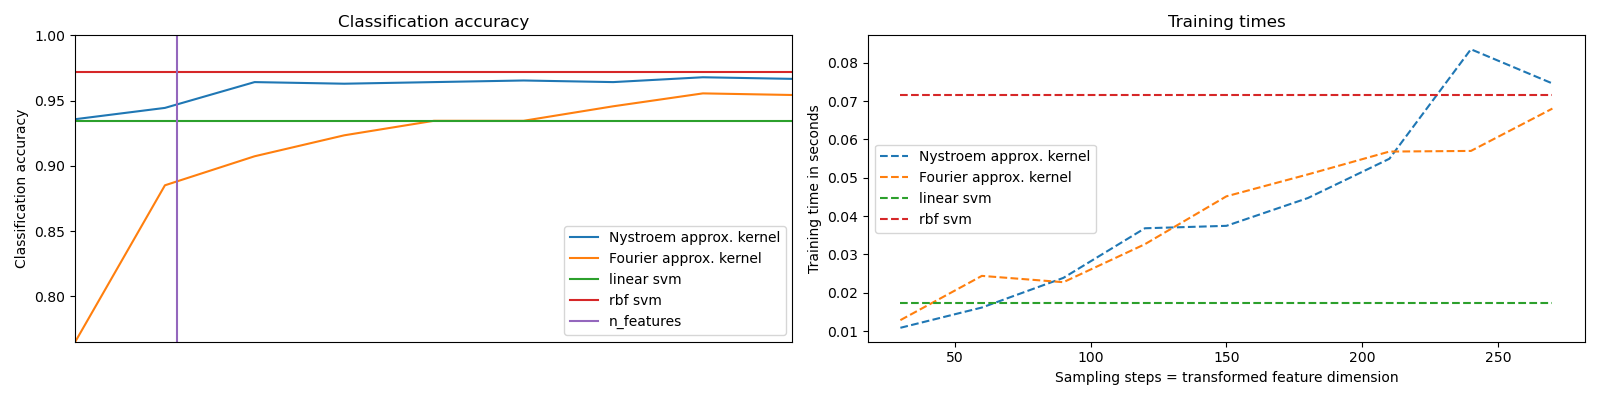 Classification accuracy
Classification accuracy
1.00
0.95
0.90
0.85
0.80
Nystroem approx. kernel
Fourier approx. kernel
linear svm
rbf svm
n_features
Training times
Training time in seconds
0.08
0.07
0.06
0.05
0.04
0.03
0.02
0.01
Nystroem approx. kernel
Fourier approx. kernel
linear svm
rbf svm
50 100 150 200 250
Sampling steps = transformed feature dimension